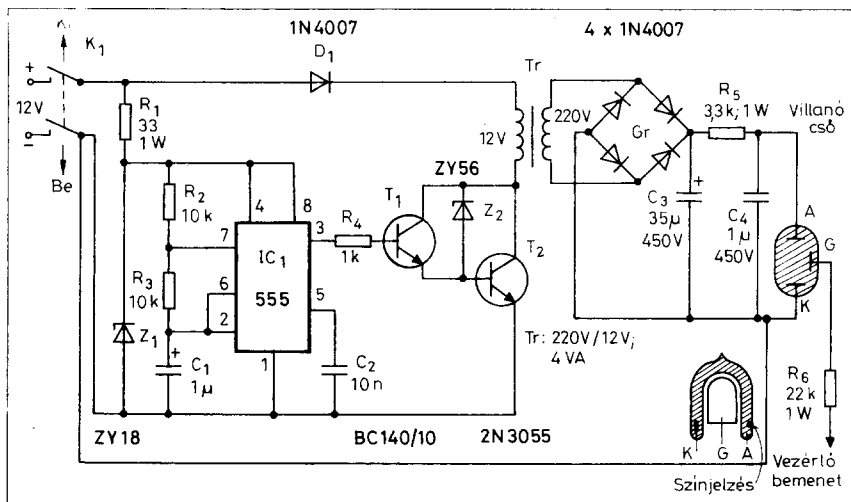 1N4007
4 x 1N4007
K1
D1
Tr
+
12V
–
Be
R1
33
1W
12V
220V
Gr
R5
3,3k; 1W
Villanó
cső
R2
10k
4
8
7
3
R4
1k
T1
ZY56
Z2
T2
C3
+
35µ
450V
C4
1µ
450V
A
G
K
IC1
555
R3
10k
6
2
5
1
Z1
+
C1
1µ
C2
10n
Tr: 220V/12V;
4 VA
R6
22k
1W
ZY18
BC140/10
2N3055
K
G
A
Színjelzés
Vezérlő
bemenet